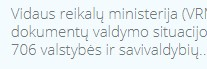 Vidaus reikalų ministerija (VRM
dokumentų valdymo situacijo
706 valstybės ir savivaldybių..